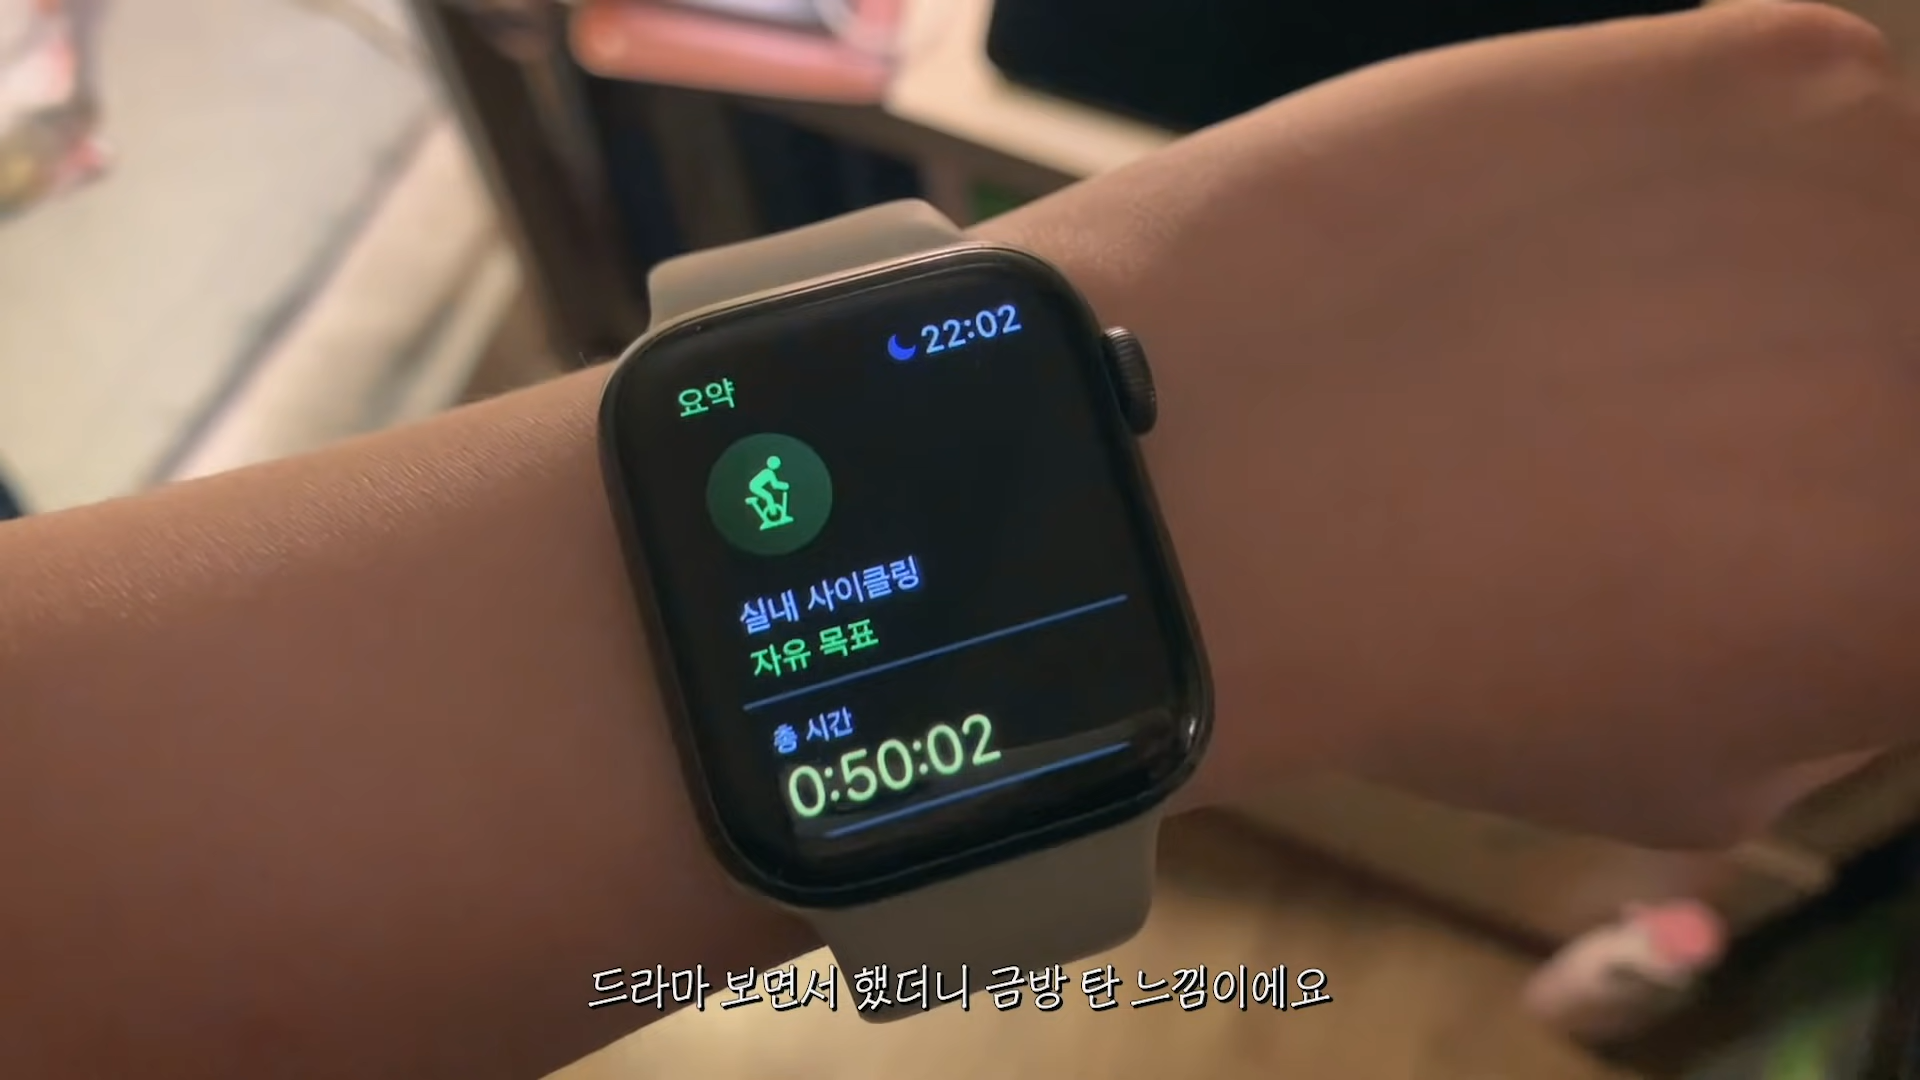 22:02
요약
실내 사이클링
자유 목표
총 시간
0:50:02
드라마 보면서 했더니 금방 탄 느낌이에요